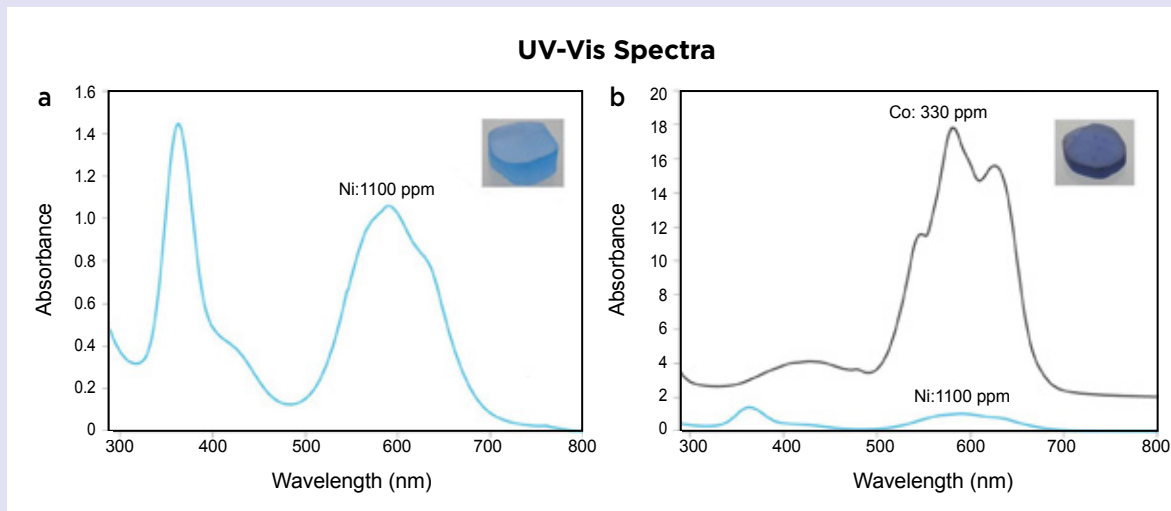 UV-Vis Spectra
a
1.6
1.4
1.2
1.0
0.8
0.6
0.4
0.2
0
Absorbance
Ni:1100 ppm
300 400 500 600 700 800
Wavelength (nm)
b
20
18
16
14
12
10
8
6
4
2
0
Absorbance
Co: 330 ppm
Ni:1100 ppm
300 400 500 600 700 800
Wavelength (nm)